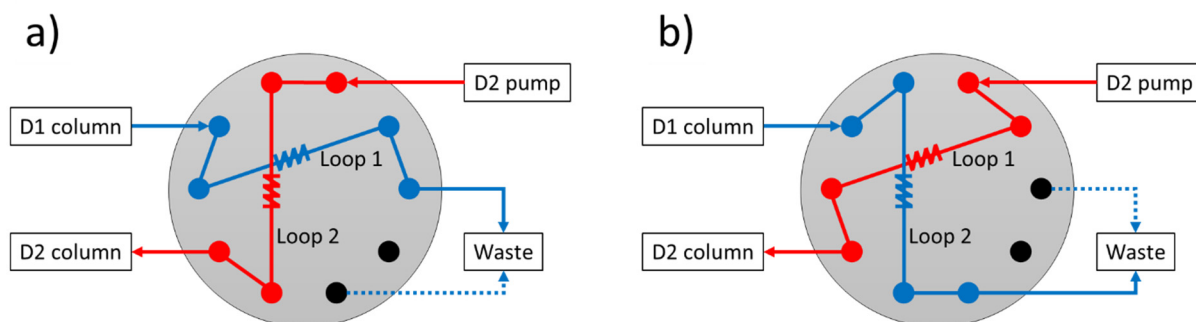 a)
D2 pump
D1 column
Loop 1
Loop 2
D2 column
Waste
b)
D2 pump
D1 column
Loop 1
Loop 2
D2 column
Waste